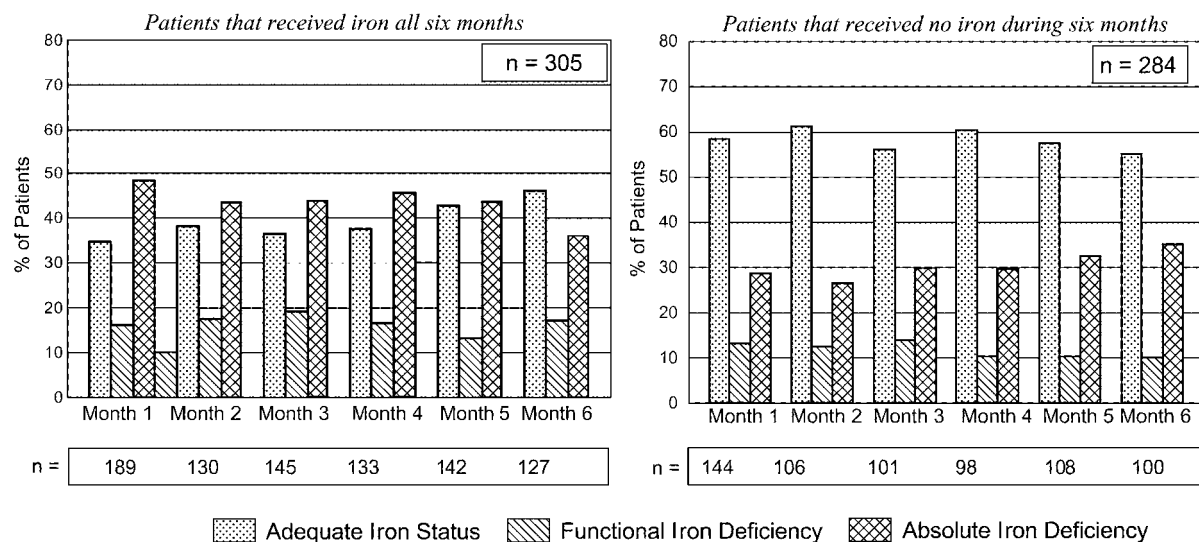 Patients that received iron all six months
n = 305
% of Patients
80
70
60
50
40
30
20
10
0
Month 1 Month 2 Month 3 Month 4 Month 5 Month 6
n = 189 130 145 133 142 127
Patients that received no iron during six months
n = 284
% of Patients
80
70
60
50
40
30
20
10
0
Month 1 Month 2 Month 3 Month 4 Month 5 Month 6
n = 144 106 101 98 108 100
Adequate Iron Status Functional Iron Deficiency Absolute Iron Deficiency